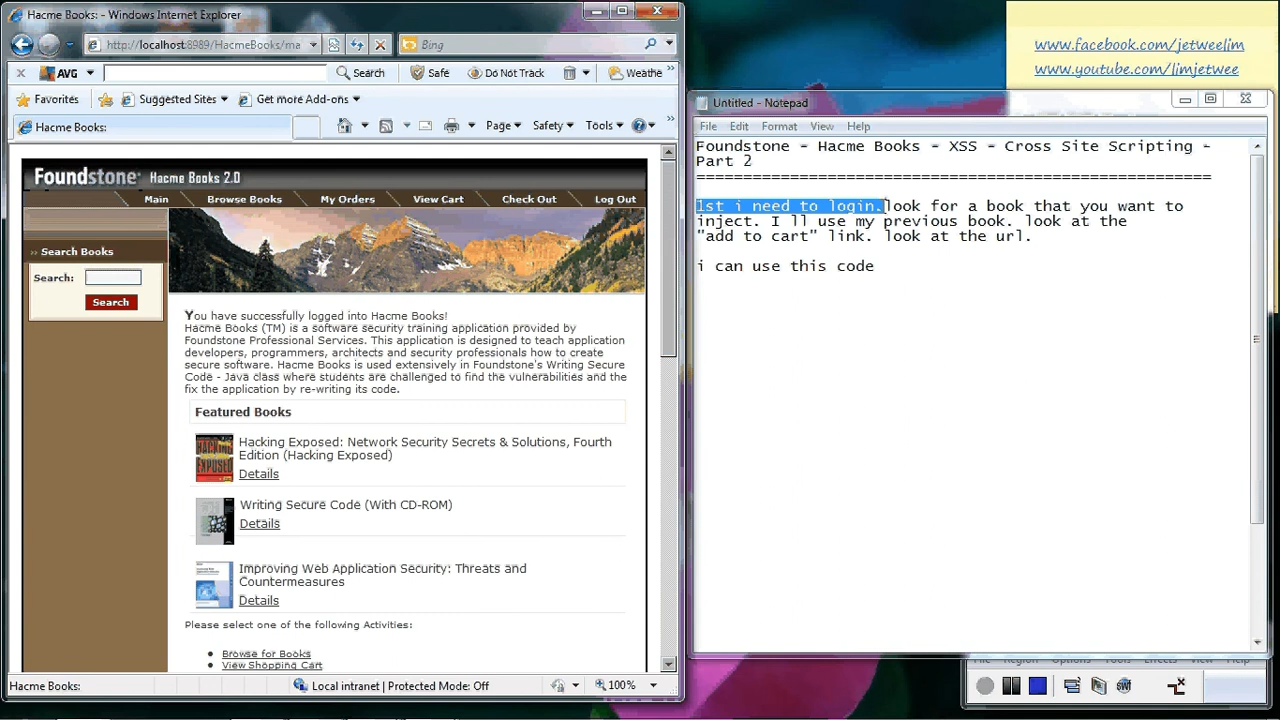 Hacme Books: - Windows Internet Explorer
http://localhost:8989/HacmeBooks/ma
Bing
AVG
Search
Safe
Do Not Track
Weathe
Favorites
Suggested Sites
Get more Add-ons
Hacme Books:
Page
Safety
Tools
Foundstone Hacme Books 2.0
Main
Browse Books
My Orders
View Cart
Check Out
Log Out
Search Books
Search:
Search
You have successfully logged into Hacme Books!
Hacme Books (TM) is a software security training application provided by
Foundstone Professional Services. This application is designed to teach application
developers, programmers, architects and security professionals how to create
secure software. Hacme Books is used extensively in Foundstone's Writing Secure
Code - Java class where students are challenged to find the vulnerabilities and the
fix the application by re-writing its code.
Featured Books
Hacking Exposed: Network Security Secrets & Solutions, Fourth
Edition (Hacking Exposed)
Details
Writing Secure Code (With CD-ROM)
Details
Improving Web Application Security: Threats and
Countermeasures
Details
Please select one of the following Activities:
Browse for Books
View Shopping Cart
Hacme Books:
Local intranet | Protected Mode: Off
100%
www.facebook.com/jetweelim
www.youtube.com/limjetwee
Untitled - Notepad
File Edit Format View Help
Foundstone - Hacme Books - XSS - Cross Site Scripting -
Part 2
=======================================================
1st i need to login.look for a book that you want to
inject. I ll use my previous book. look at the
"add to cart" link. look at the url.
i can use this code
File Region Options Tools Effects View Help